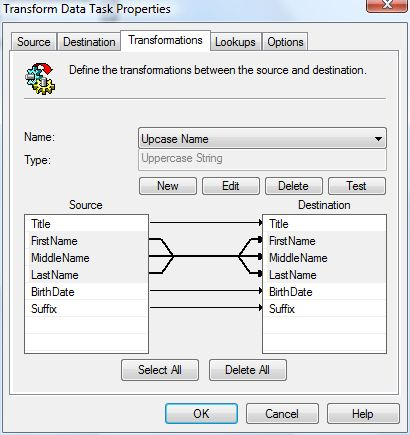 Transform Data Task Properties
Source Destination Transformations Lookups Options
Define the transformations between the source and destination.
Name: Upcase Name
Type: Uppercase String
New Edit Delete Test
Source Destination
Title Title
FirstName FirstName
MiddleName MiddleName
LastName LastName
BirthDate BirthDate
Suffix Suffix
Select All Delete All
OK Cancel Help